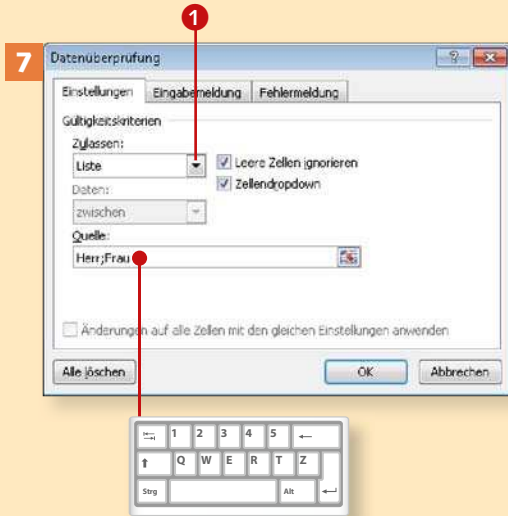 1
7
Datenüberprüfung
Einstellungen Eingabemeldung Fehlermeldung
Gültigkeitskriterien
Zulassen:
Liste Leere Zellen ignorieren
Daten: Zellendropdown
zwischen
Quelle:
Herr;Frau
Änderungen auf alle Zellen mit den gleichen Einstellungen anwenden
Alle löschen OK Abbrechen
1 2 3 4 5
Q W E R T Z
Strg Alt